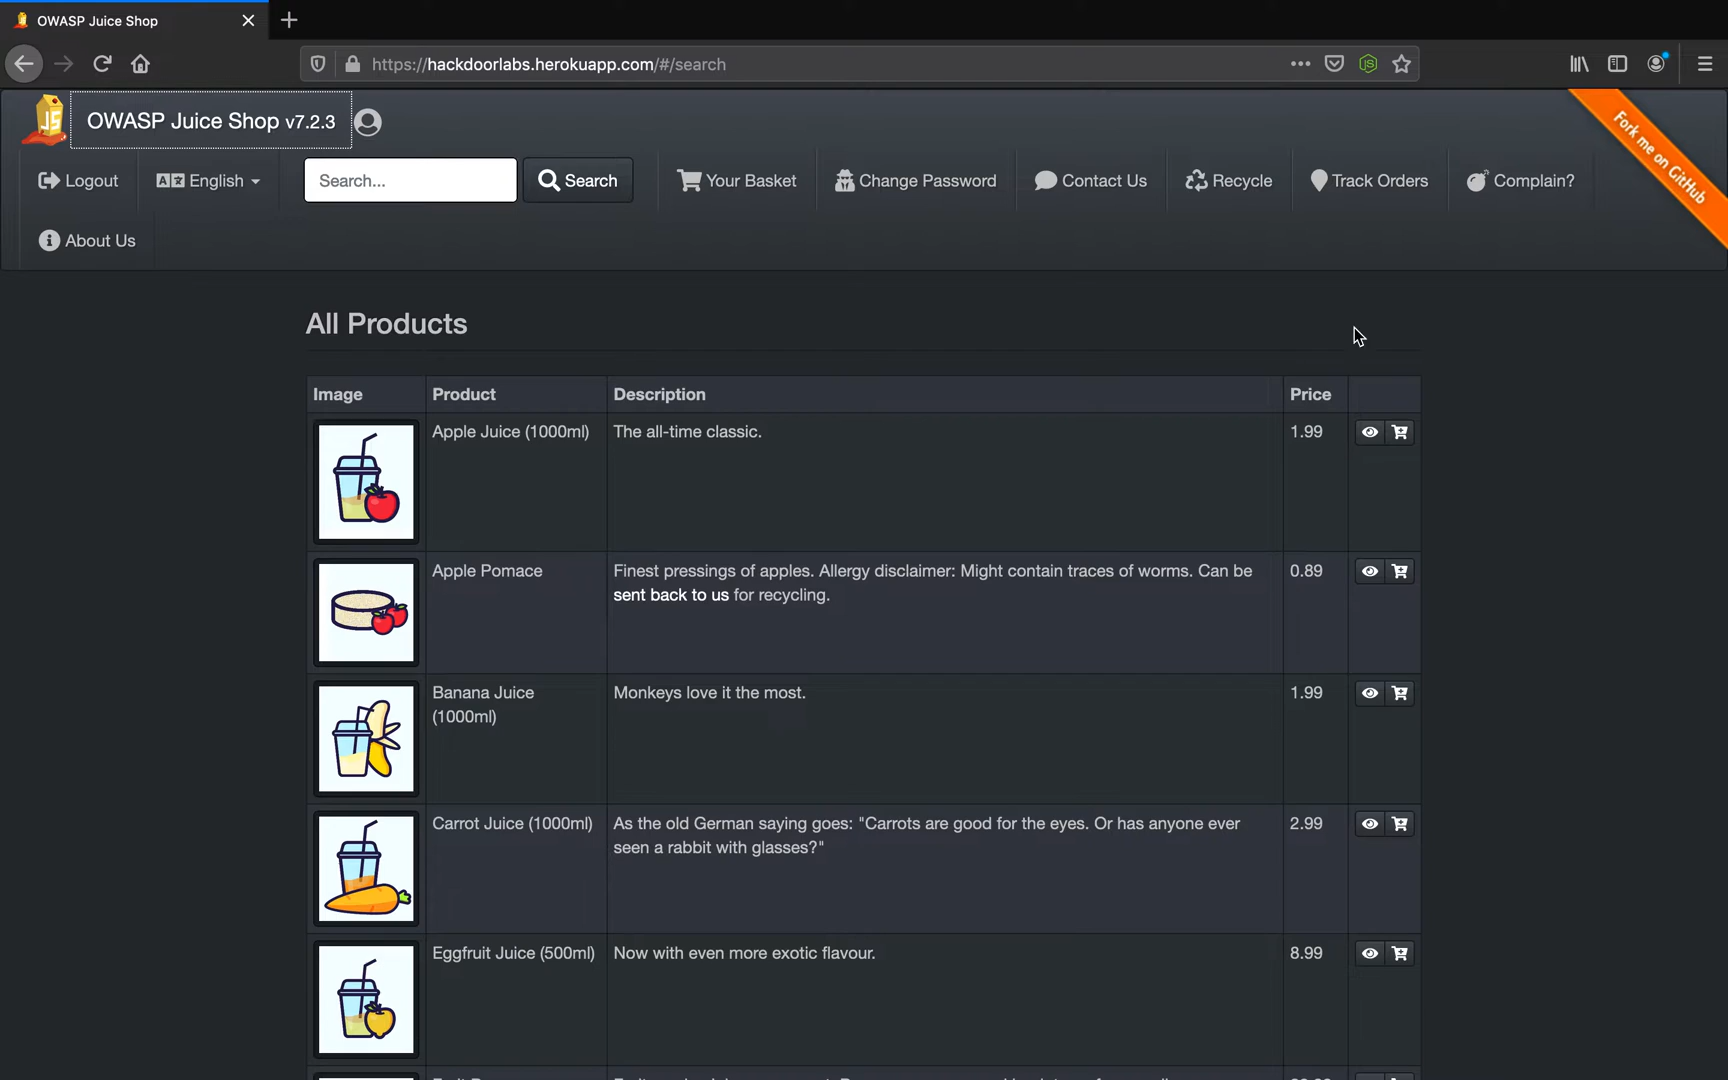 OWASP Juice Shop
https://hackdoorlabs.herokuapp.com/#/search
JS
OWASP Juice Shop v7.2.3
Fork me on GitHub
Logout
English
Search...
Search
Your Basket
Change Password
Contact Us
Recycle
Track Orders
Complain?
About Us
All Products
Image Product Description Price
Apple Juice (1000ml) The all-time classic. 1.99
Apple Pomace Finest pressings of apples. Allergy disclaimer: Might contain traces of worms. Can be 0.89
sent back to us for recycling.
Banana Juice Monkeys love it the most. 1.99
(1000ml)
Carrot Juice (1000ml) As the old German saying goes: "Carrots are good for the eyes. Or has anyone ever 2.99
seen a rabbit with glasses?"
Eggfruit Juice (500ml) Now with even more exotic flavour. 8.99